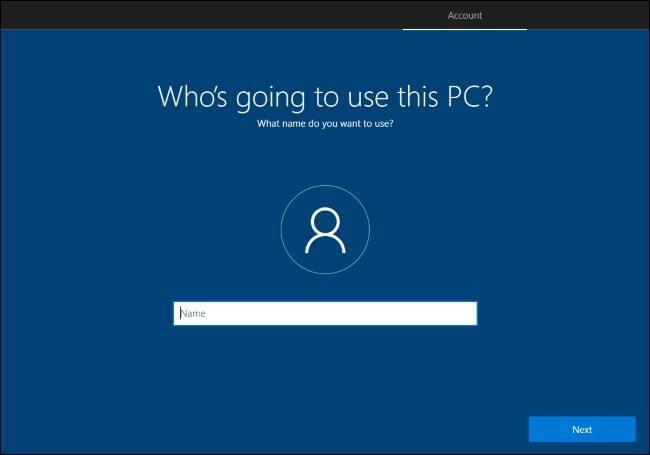 Account
Who's going to use this PC?
What name do you want to use?
Name
Next